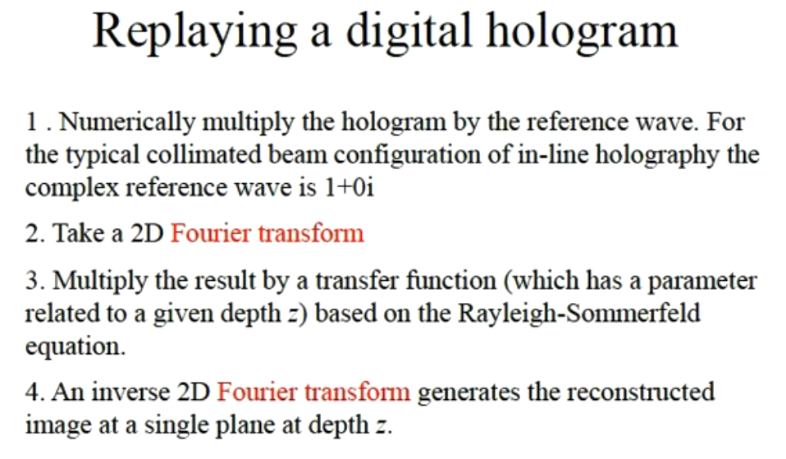 Replaying a digital hologram
1 . Numerically multiply the hologram by the reference wave. For
the typical collimated beam configuration of in-line holography the
complex reference wave is 1+0i
2. Take a 2D Fourier transform
3. Multiply the result by a transfer function (which has a parameter
related to a given depth z) based on the Rayleigh-Sommerfeld
equation.
4. An inverse 2D Fourier transform generates the reconstructed
image at a single plane at depth z.